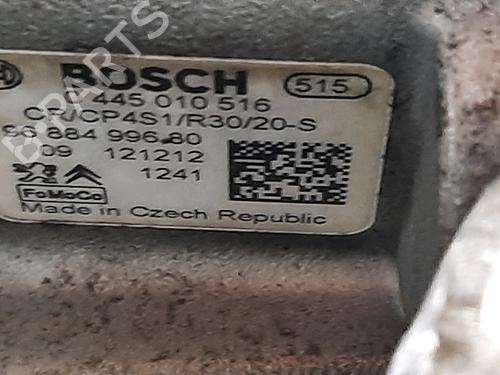 BOSCH
515
445 010 516
CR/CP4S1/R30/20-S
96 884 996 80
09 121212
1241
FoMoCo
Made in Czech Republic